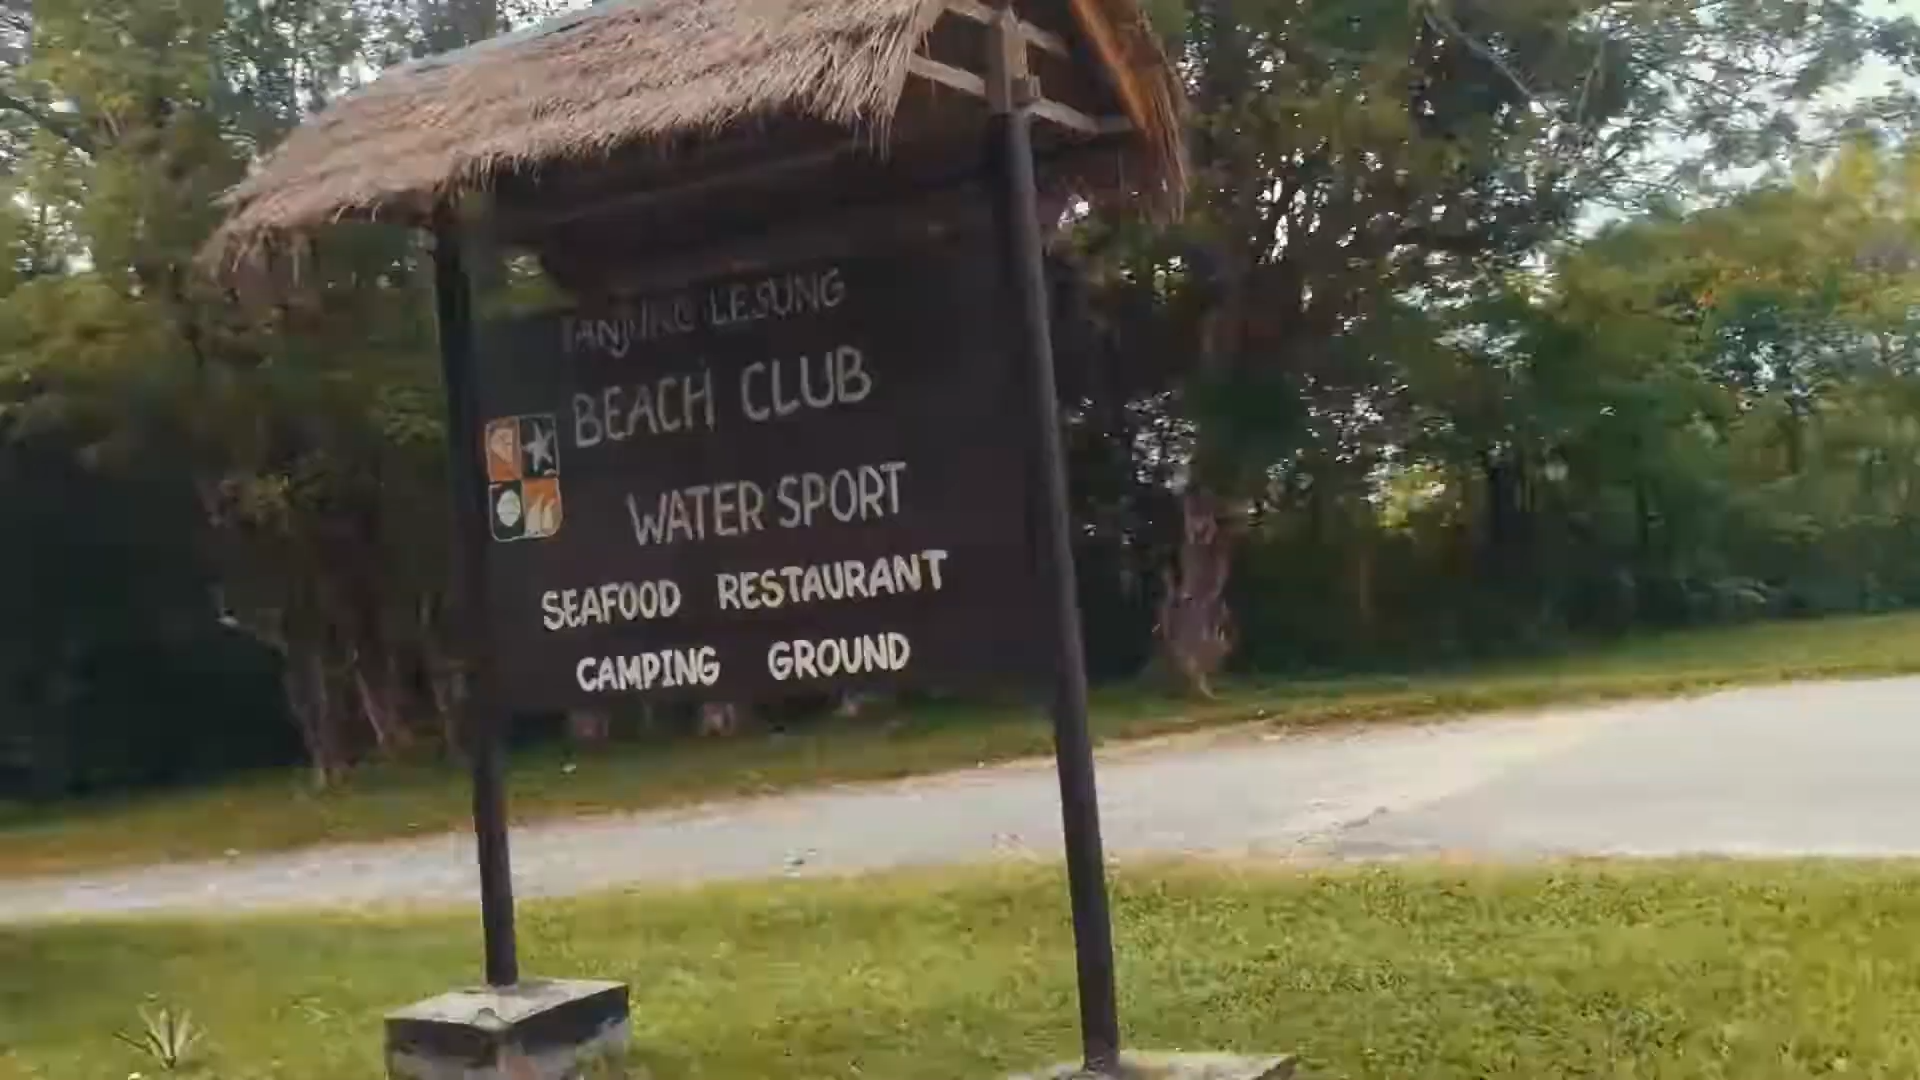 TANJUNG LESUNG
BEACH CLUB
WATER SPORT
SEAFOOD RESTAURANT
CAMPING GROUND